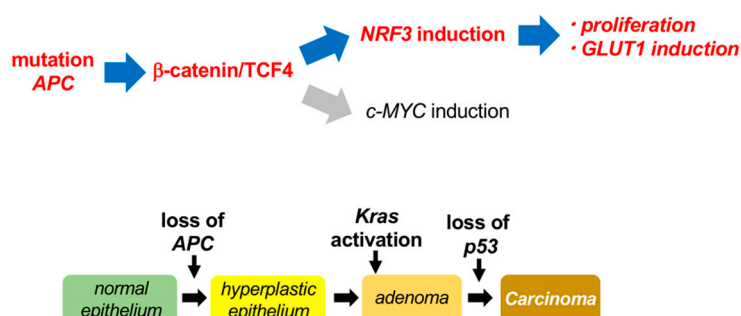 mutation
APC
β-catenin/TCF4
NRF3 induction
・proliferation
・GLUT1 induction
c-MYC induction
loss of
APC
Kras
activation
loss of
p53
normal
epithelium
hyperplastic
epithelium
adenoma
Carcinoma